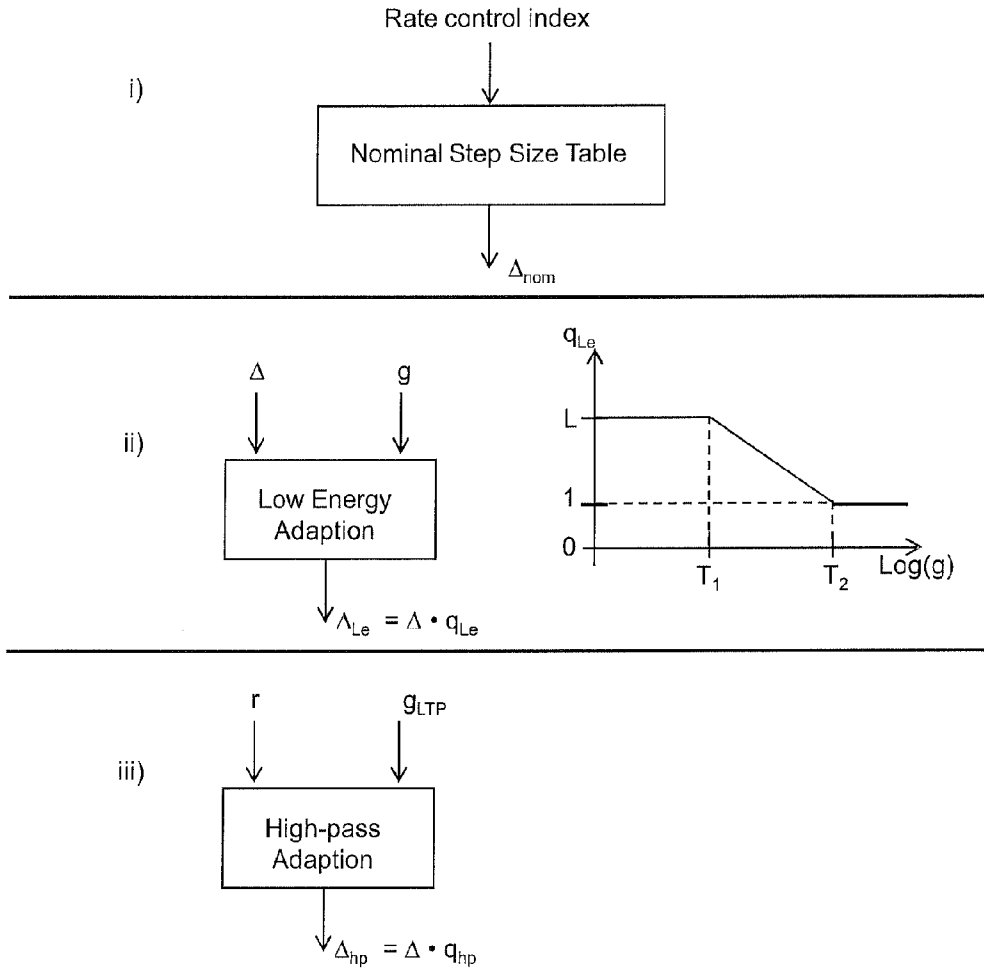 Rate control index
i)
Nominal Step Size Table
Δnom
ii)
Δ
g
Low Energy
Adaption
ΔLe = Δ • qLe
qLe
L
1
0
T1
T2
Log(g)
iii)
r
gLTP
High-pass
Adaption
Δhp = Δ • qhp